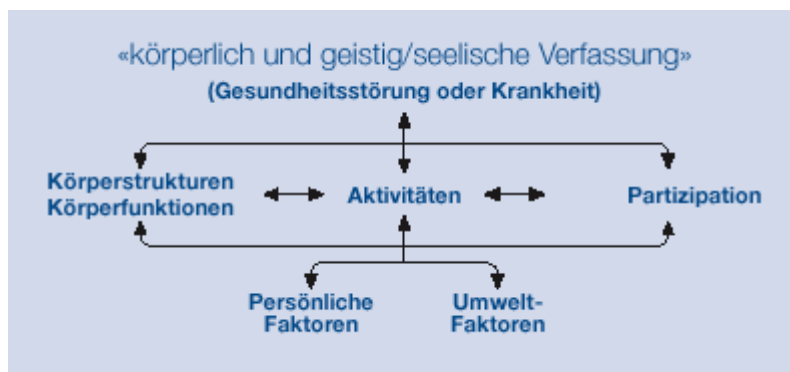 «körperlich und geistig/seelische Verfassung»
(Gesundheitsstörung oder Krankheit)
Körperstrukturen
Körperfunktionen
Aktivitäten
Partizipation
Persönliche
Faktoren
Umwelt-
Faktoren